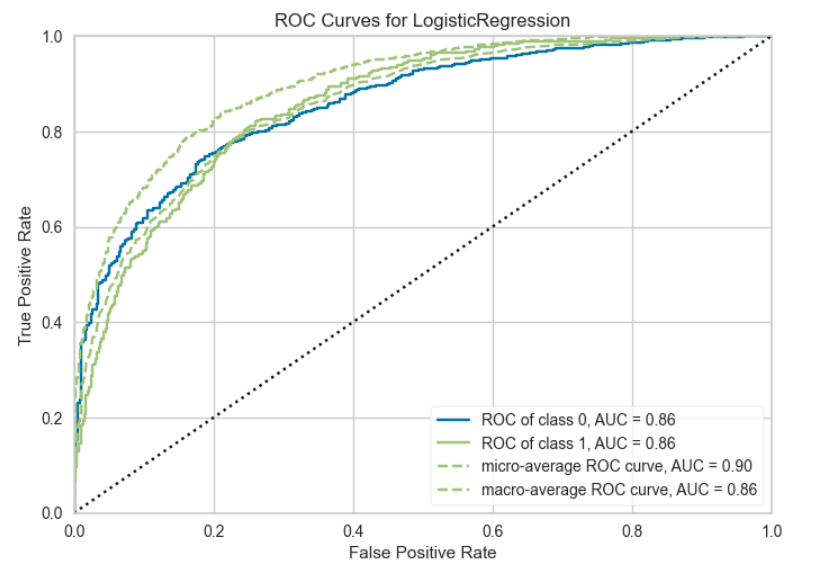 ROC Curves for LogisticRegression
1.0
0.8
0.6
0.4
0.2
0.0
True Positive Rate
ROC of class 0, AUC = 0.86
ROC of class 1, AUC = 0.86
micro-average ROC curve, AUC = 0.90
macro-average ROC curve, AUC = 0.86
0.0 0.2 0.4 0.6 0.8 1.0
False Positive Rate